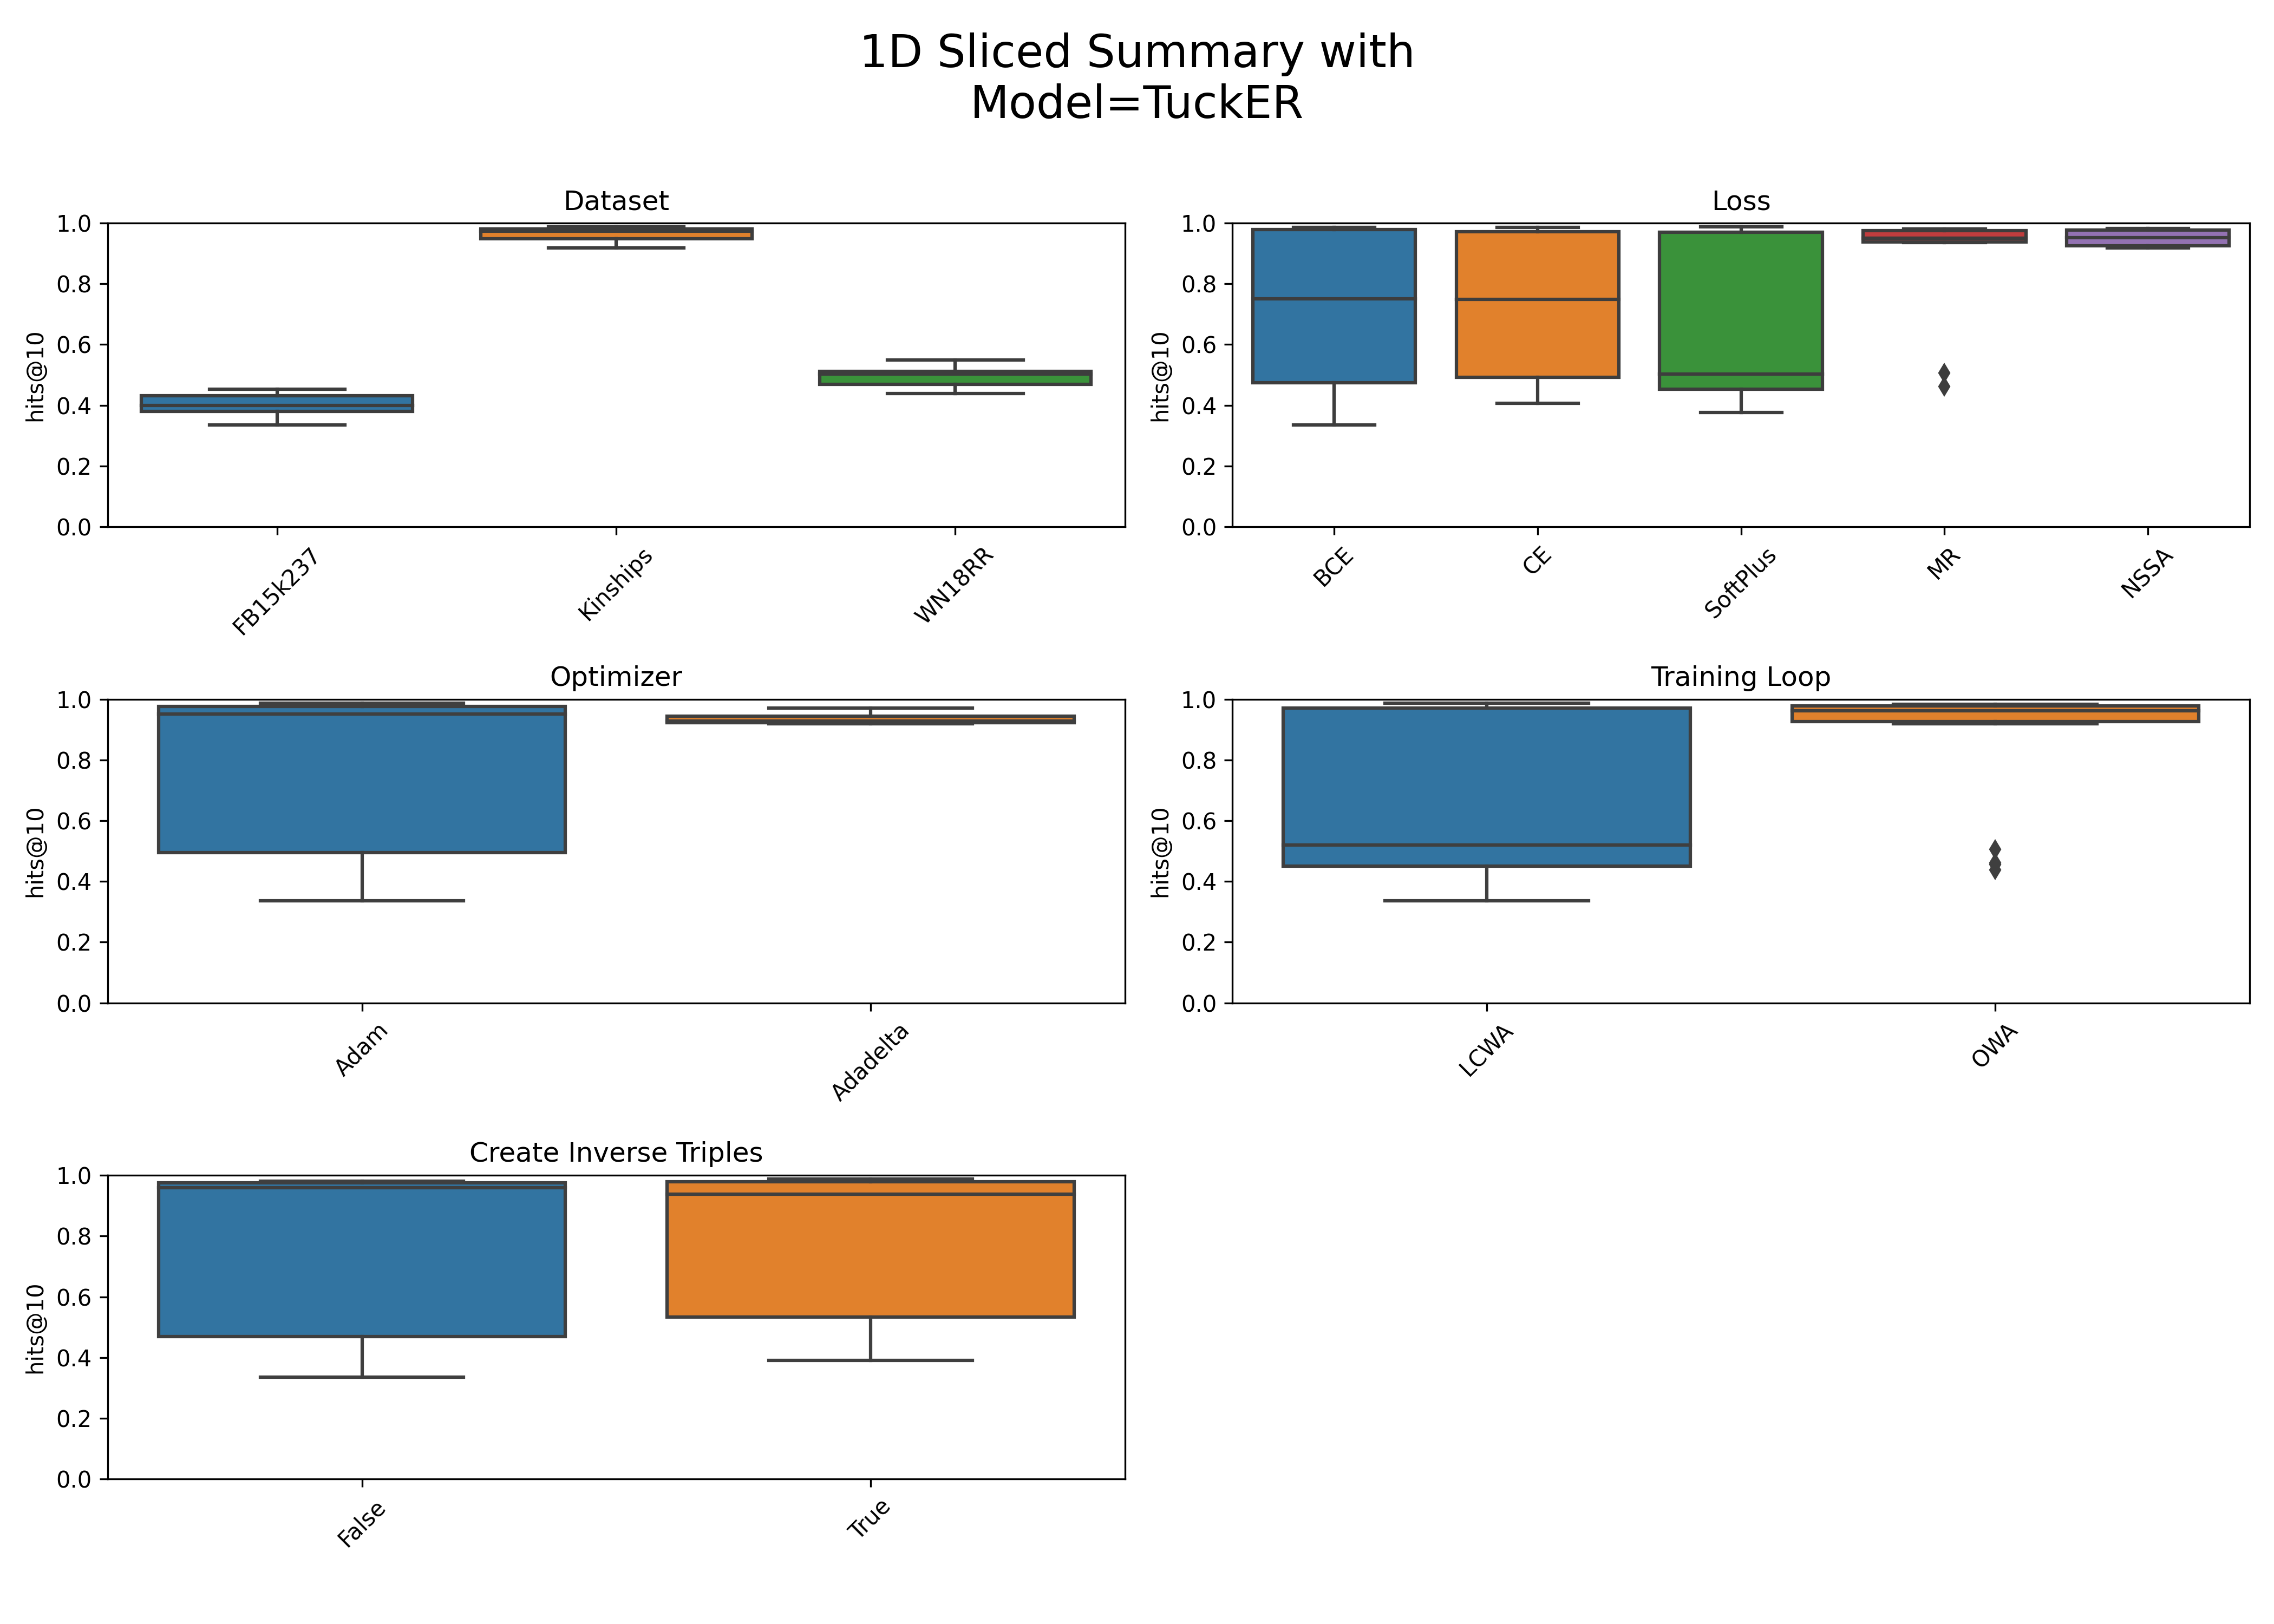 1D Sliced Summary with
Model=TuckER
Dataset
1.0
0.8
0.6
0.4
0.2
0.0
hits@10
FB15k237
Kinships
WN18RR
Loss
1.0
0.8
0.6
0.4
0.2
0.0
hits@10
BCE
CE
SoftPlus
MR
NSSA
Optimizer
1.0
0.8
0.6
0.4
0.2
0.0
hits@10
Adam
Adadelta
Training Loop
1.0
0.8
0.6
0.4
0.2
0.0
hits@10
LCWA
OWA
Create Inverse Triples
1.0
0.8
0.6
0.4
0.2
0.0
hits@10
False
True